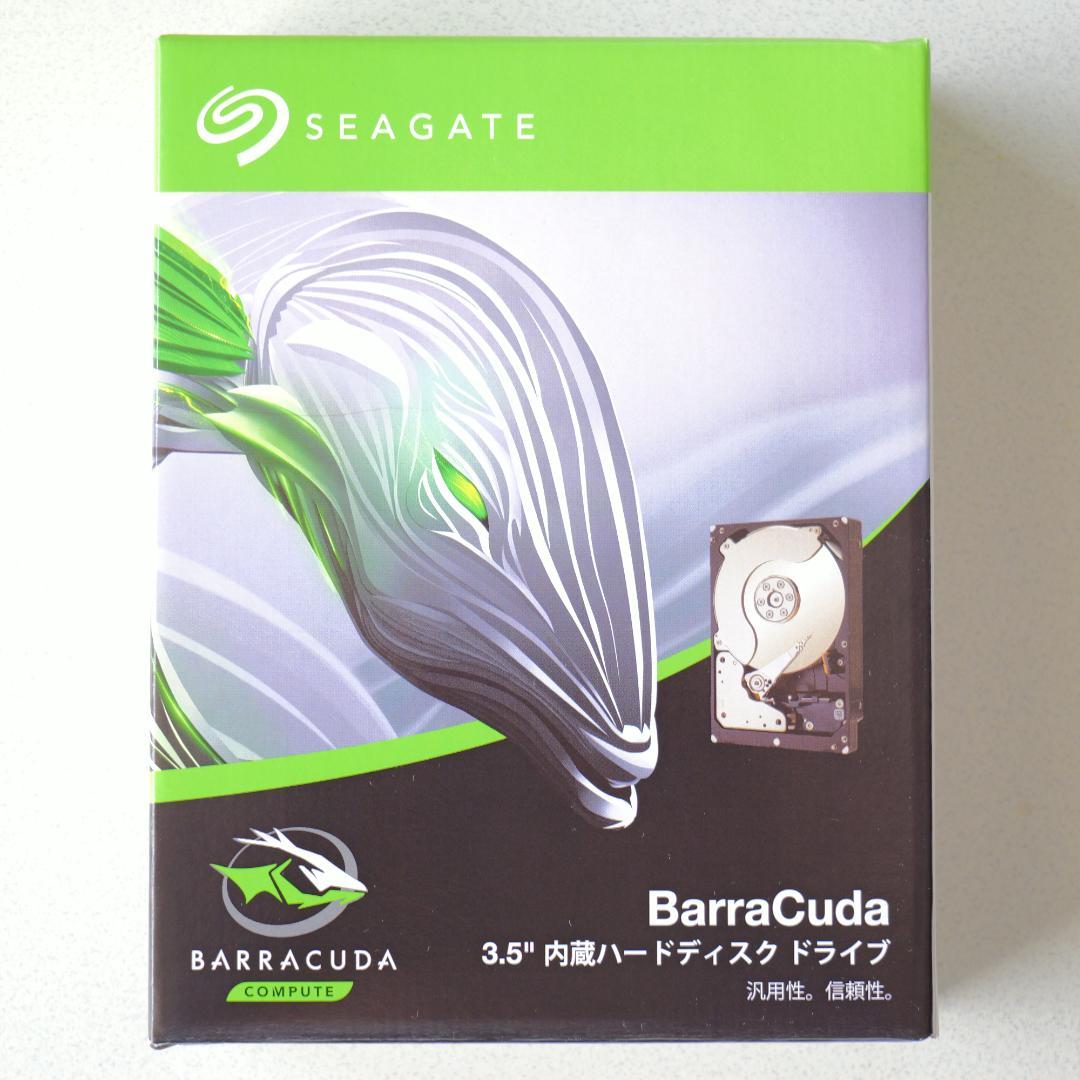 SEAGATE
BARRACUDA
COMPUTE
BarraCuda
3.5" 内蔵ハードディスク ドライブ
汎用性。信頼性。